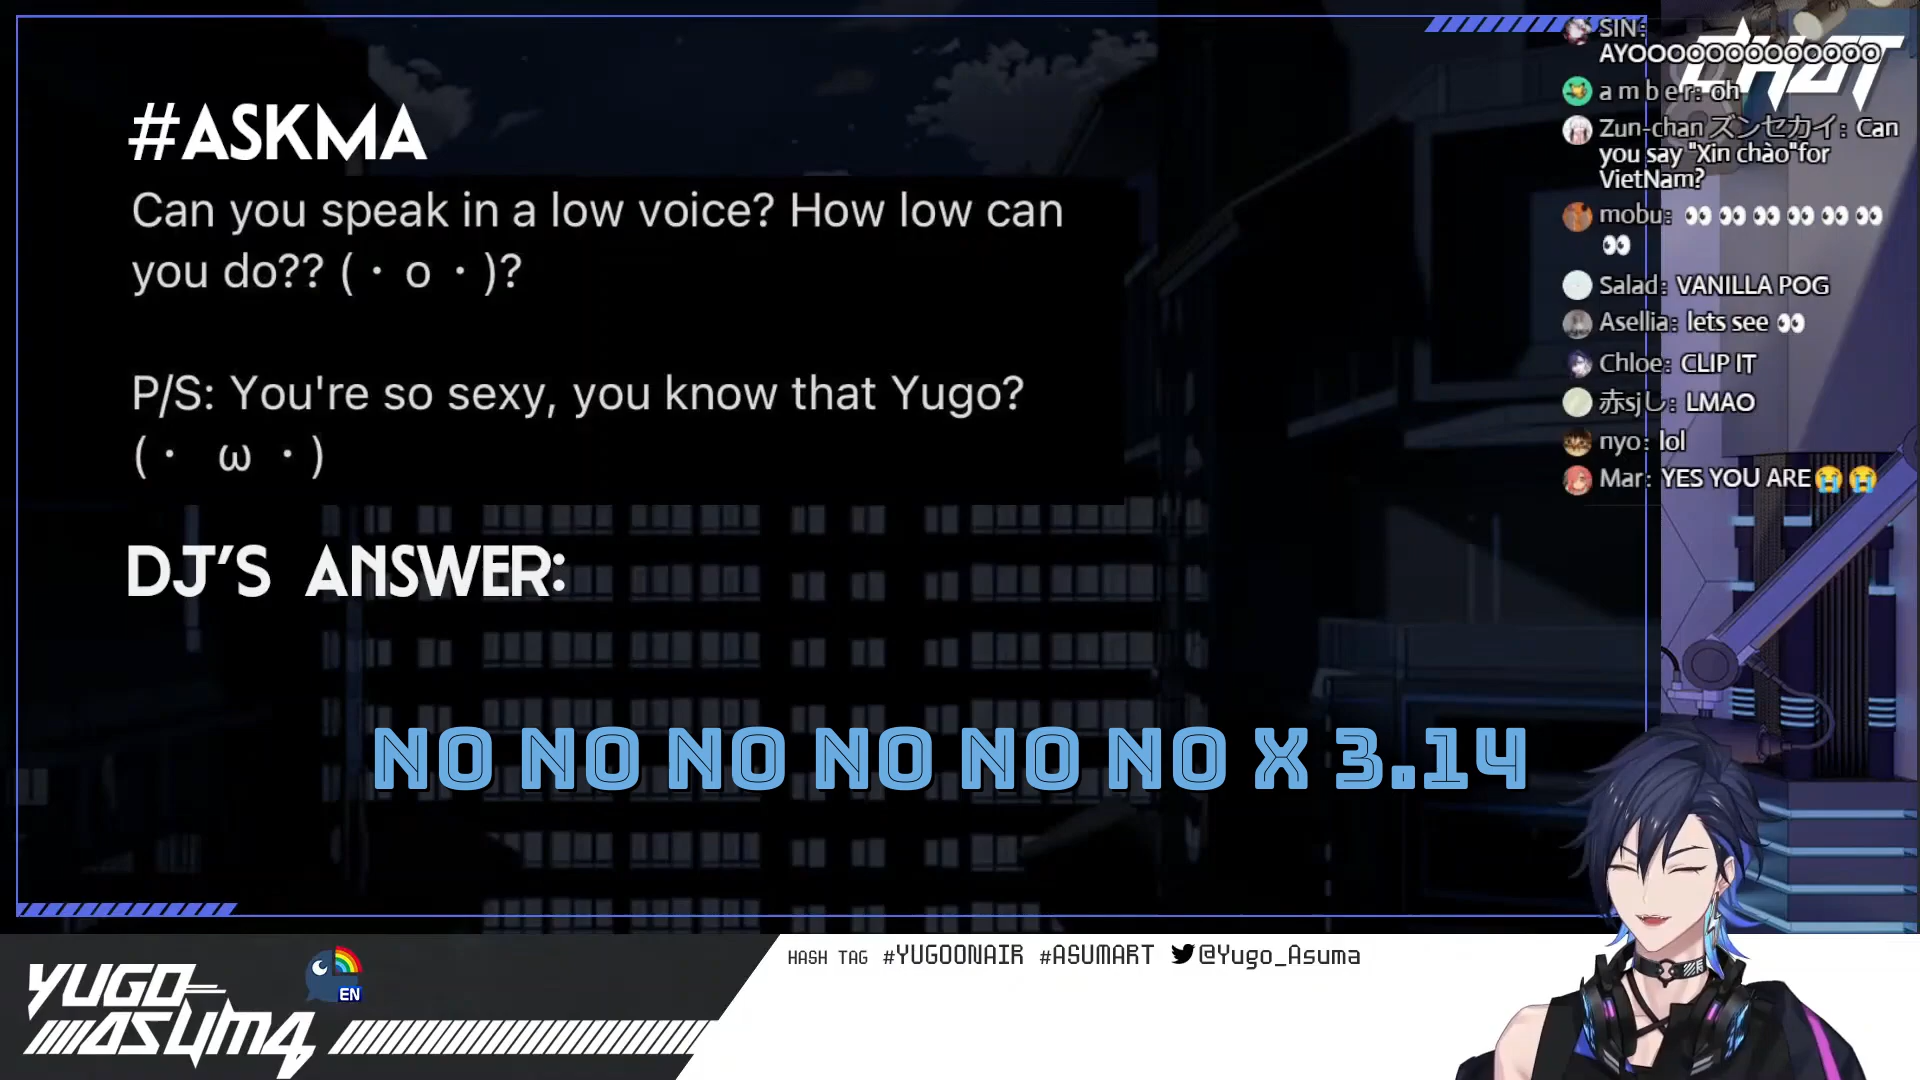 #ASKMA
Can you speak in a low voice? How low can
you do?? (・o・)?
P/S: You're so sexy, you know that Yugo?
(・ ω ・)
DJ'S ANSWER:
NO NO NO NO NO NO X 3.14
CHAT
SIN:
AYOOOOOOOOOOOOO
a m b e r: oh
Zun-chan ズンセカイ: Can
you say "Xin chào"for
VietNam?
mobu: 👀 👀 👀 👀 👀 👀
👀
Salad: VANILLA POG
Asellia: lets see 👀
Chloe: CLIP IT
赤sjし: LMAO
nyo: lol
Mar: YES YOU ARE😭😭
YUGO
ASUMA
EN
HASH TAG #YUGOONAIR #ASUMART @Yugo_Asuma